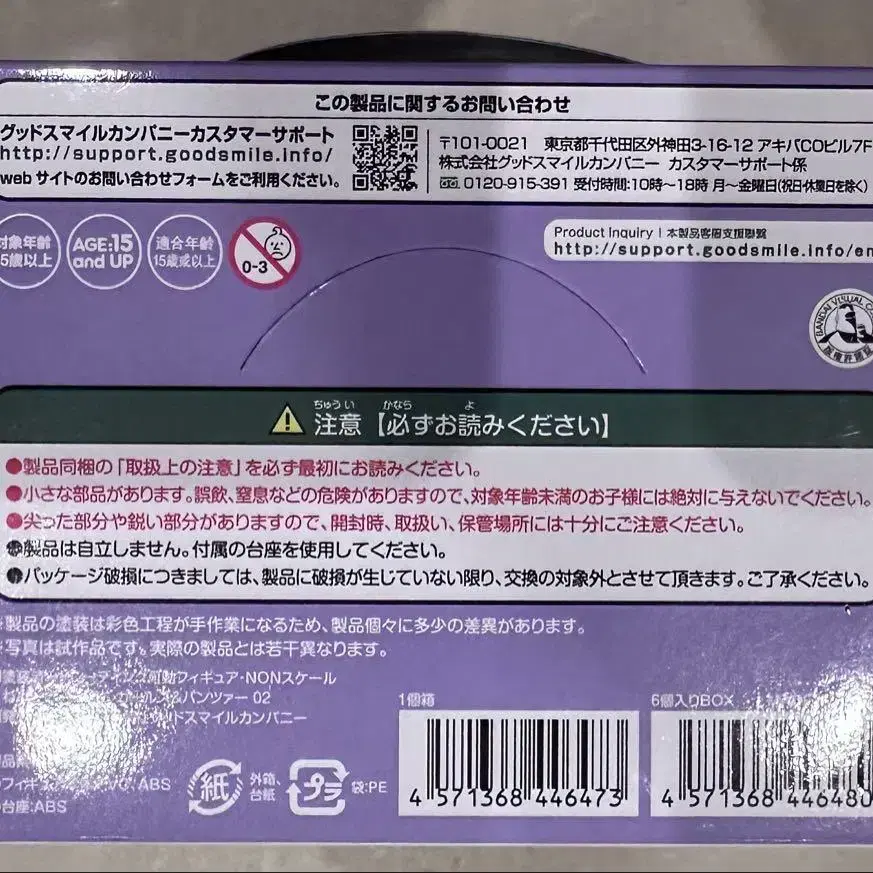 この製品に関するお問い合わせ
グッドスマイルカンパニーカスタマーサポート
http://support.goodsmile.info/
webサイトのお問い合わせフォームをご利用ください。
〒101-0021 東京都千代田区外神田3-16-12 アキバCOビル7F
株式会社グッドスマイルカンパニー カスタマーサポート係
0120-915-391 受付時間:10時〜18時 月〜金曜日(祝日・休業日を除く)
対象年齢
5歳以上
AGE:15
and UP
適合年齢
15歳或以上
0-3
Product Inquiry | 本製品客服支援聯繫
http://support.goodsmile.info/en
BANDAI VISUAL
版権許諾証
ちゅうい かなら よ
注意【必ずお読みください】
●製品同梱の「取扱上の注意」を必ず最初にお読みください。
●小さな部品があります。誤飲、窒息などの危険がありますので、対象年齢未満のお子様には絶対に与えないでください。
●尖った部分や鋭い部分がありますので、開封時、取扱い、保管場所には十分にご注意ください。
●製品は自立しません。付属の台座を使用してください。
●パッケージ破損につきましては、製品に破損が生じていない限り、交換の対象外とさせて頂きます。ご了承ください。
※製品の塗装は彩色工程が手作業になるため、製品個々に多少の差異があります。
※写真は試作品です。実際の製品とは若干異なります。
可動フィギュア・NONスケール
パンツァー 02
グッドスマイルカンパニー
ABS
台座:ABS
紙
外箱
台紙
プラ
袋:PE
1個箱
4 571368 446473
6個入りBOX
4 571368 446480